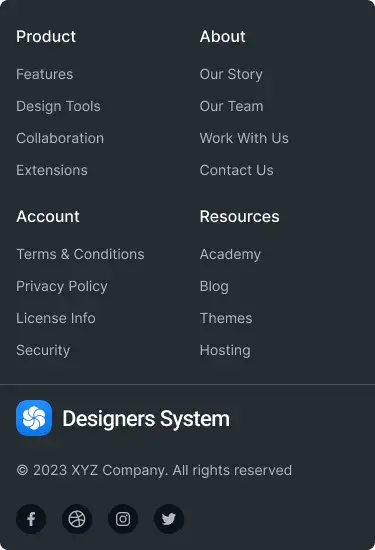 Product
Features
Design Tools
Collaboration
Extensions
About
Our Story
Our Team
Work With Us
Contact Us
Account
Terms & Conditions
Privacy Policy
License Info
Security
Resources
Academy
Blog
Themes
Hosting
Designers System
© 2023 XYZ Company. All rights reserved